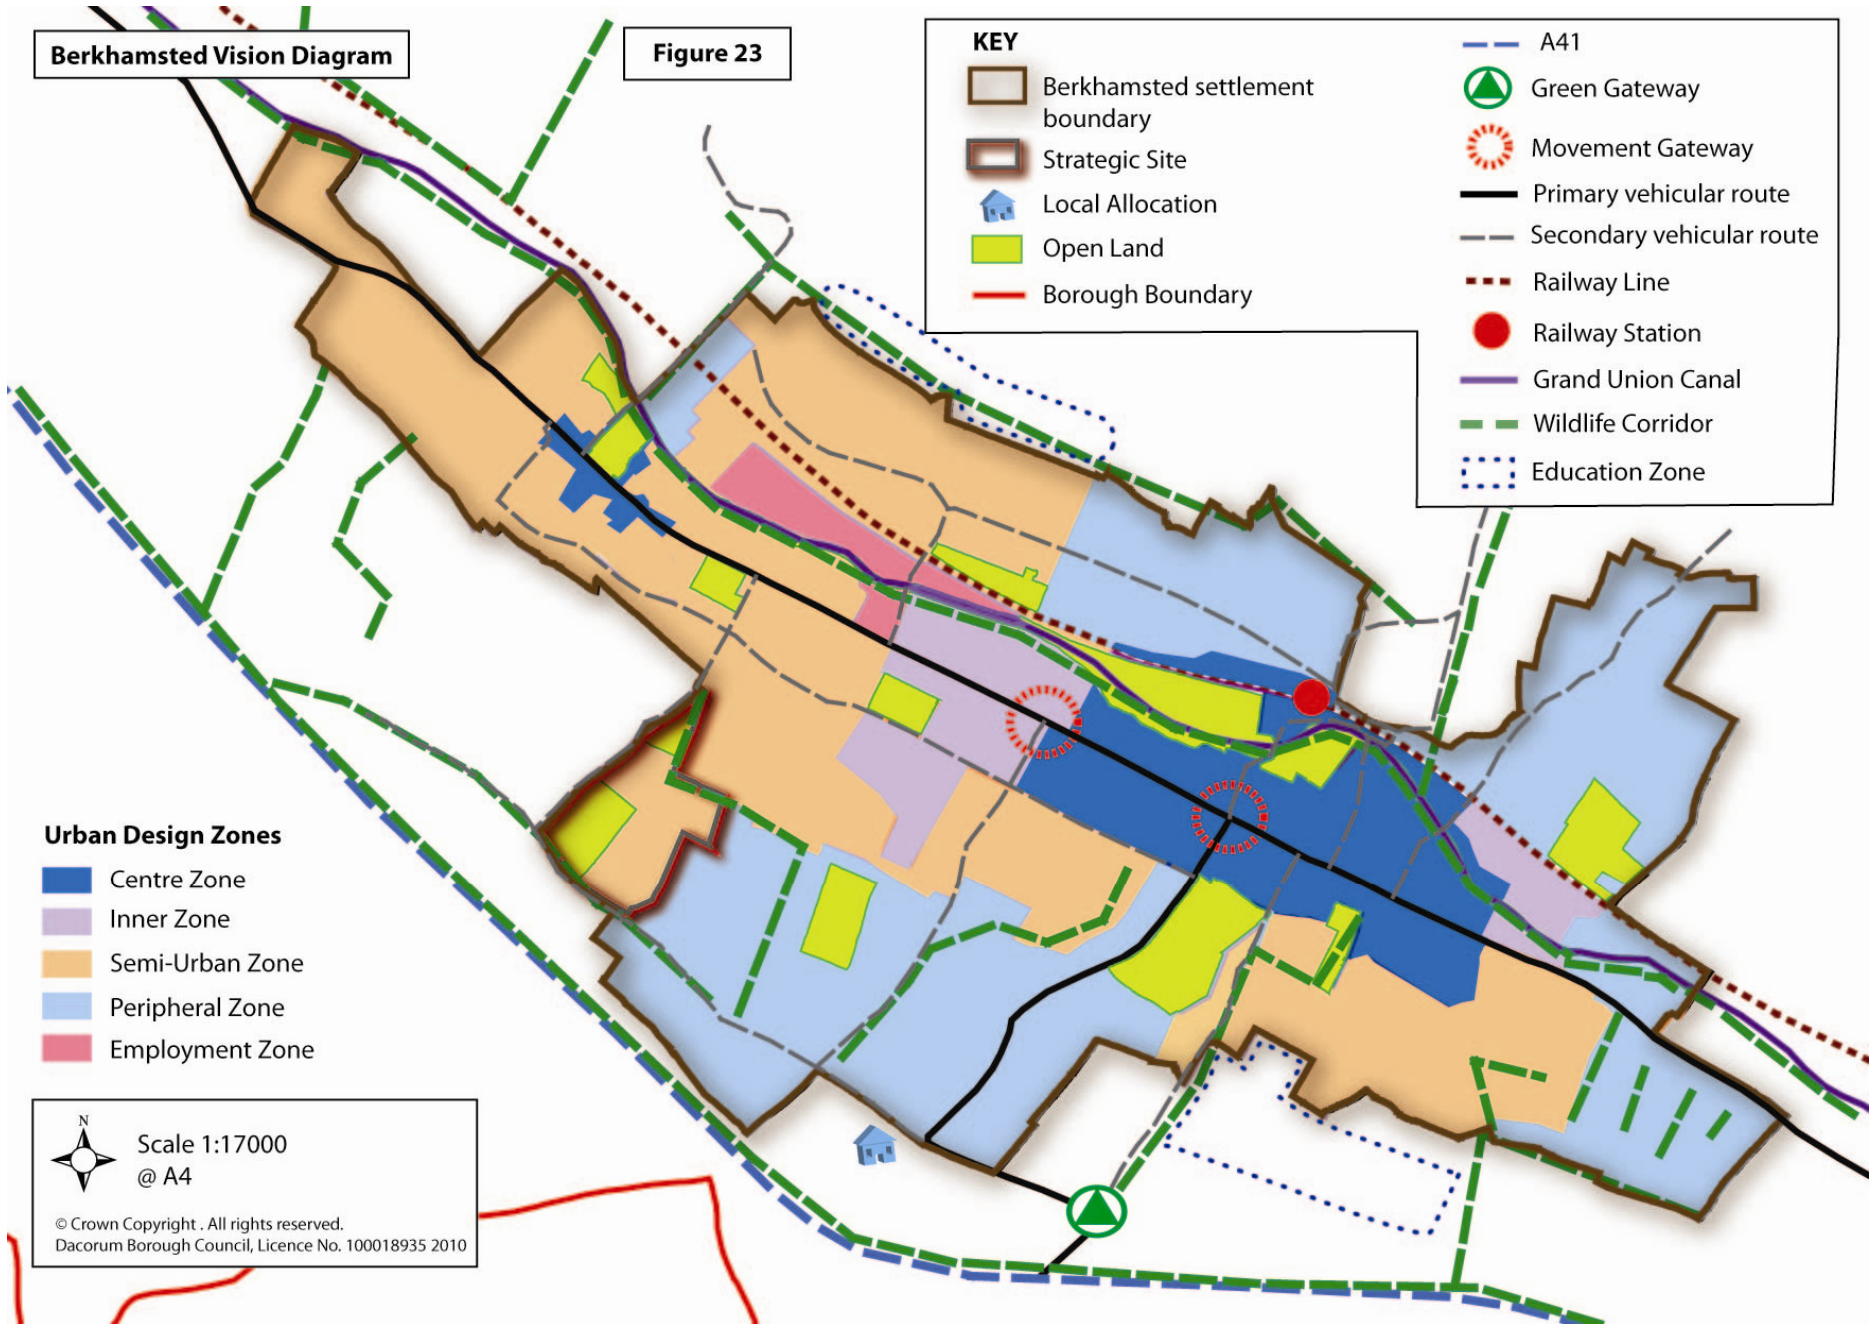 Berkhamsted Vision Diagram
Figure 23
KEY
Berkhamsted settlement
boundary
Strategic Site
Local Allocation
Open Land
Borough Boundary
A41
Green Gateway
Movement Gateway
Primary vehicular route
Secondary vehicular route
Railway Line
Railway Station
Grand Union Canal
Wildlife Corridor
Education Zone
Urban Design Zones
Centre Zone
Inner Zone
Semi-Urban Zone
Peripheral Zone
Employment Zone
N
Scale 1:17000
@ A4
© Crown Copyright . All rights reserved.
Dacorum Borough Council, Licence No. 100018935 2010